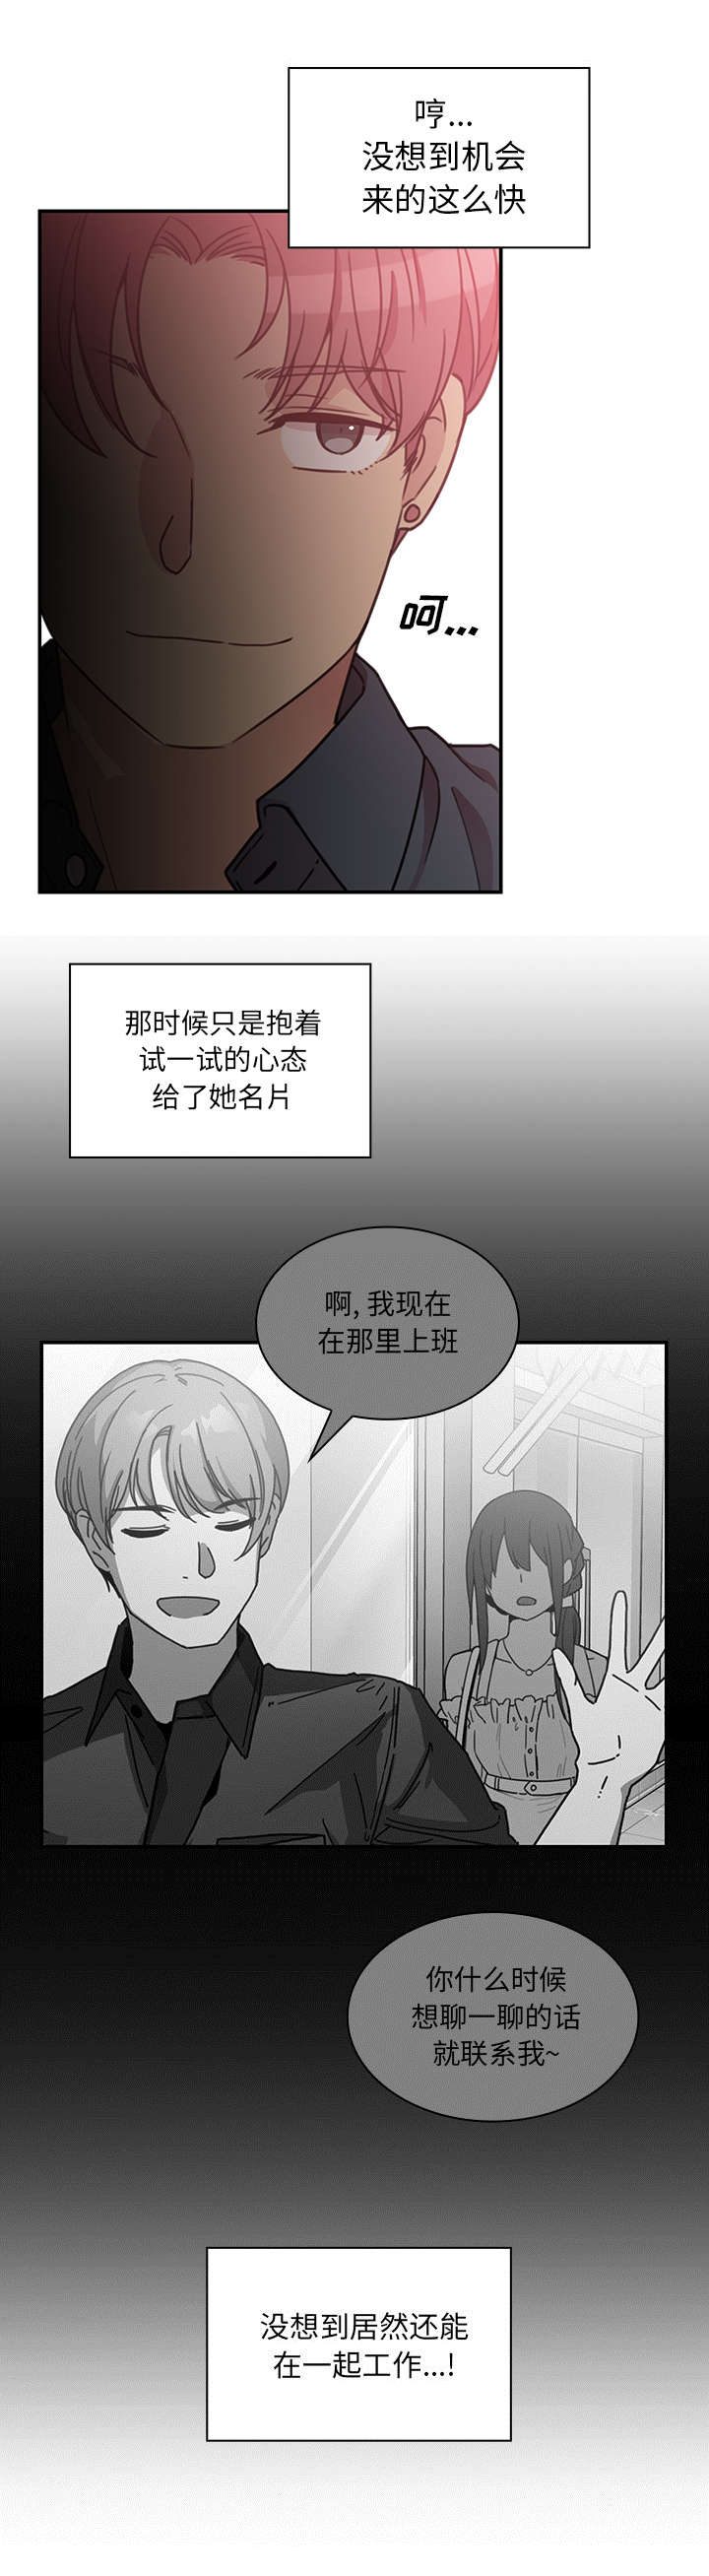 哼...
没想到机会
来的这么快
呵...
那时候只是抱着
试一试的心态
给了她名片
啊, 我现在
在那里上班
你什么时候
想聊一聊的话
就联系我~
没想到居然还能
在一起工作...!